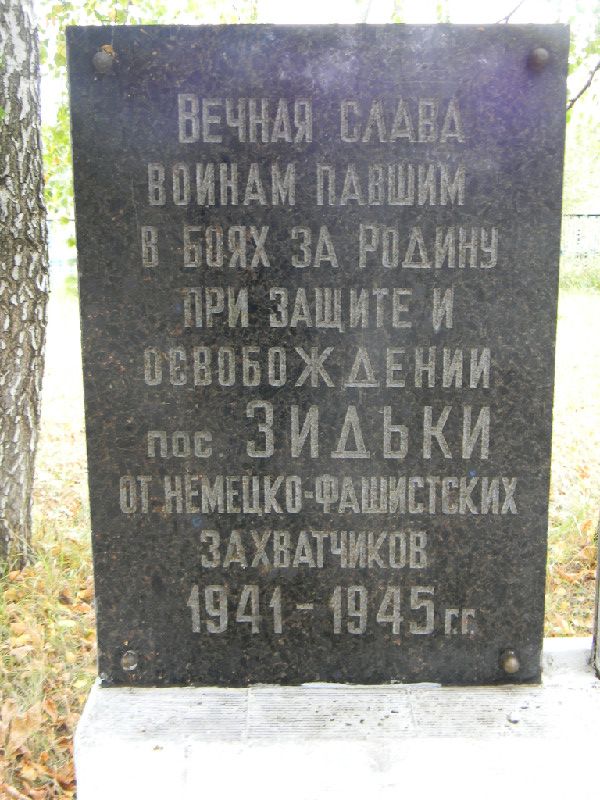 Вечная слава
воинам павшим
в боях за Родину
при защите и
освобождении
пос. Зидьки
от немецко-фашистских
захватчиков
1941 - 1945 г.г.